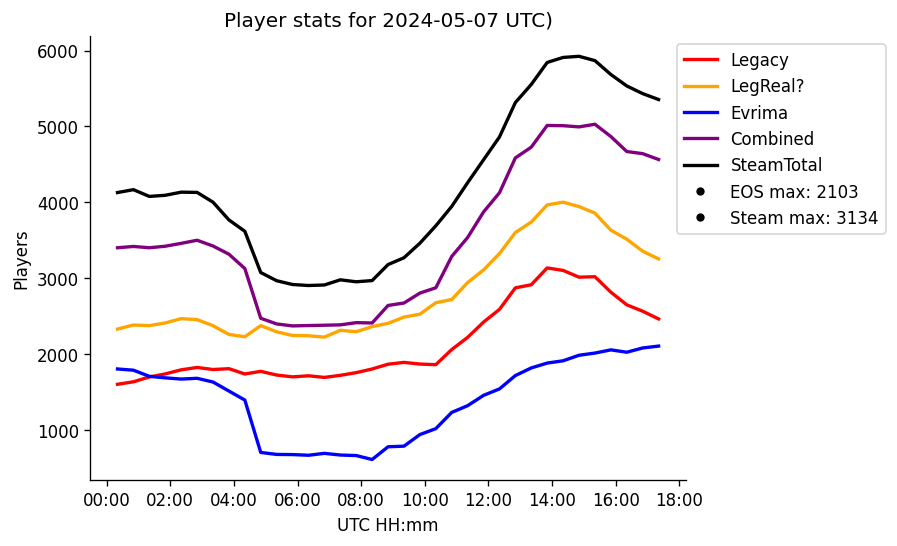 Player stats for 2024-05-07 UTC)
Players
6000
5000
4000
3000
2000
1000
00:00 02:00 04:00 06:00 08:00 10:00 12:00 14:00 16:00 18:00
UTC HH:mm
Legacy
LegReal?
Evrima
Combined
SteamTotal
EOS max: 2103
Steam max: 3134